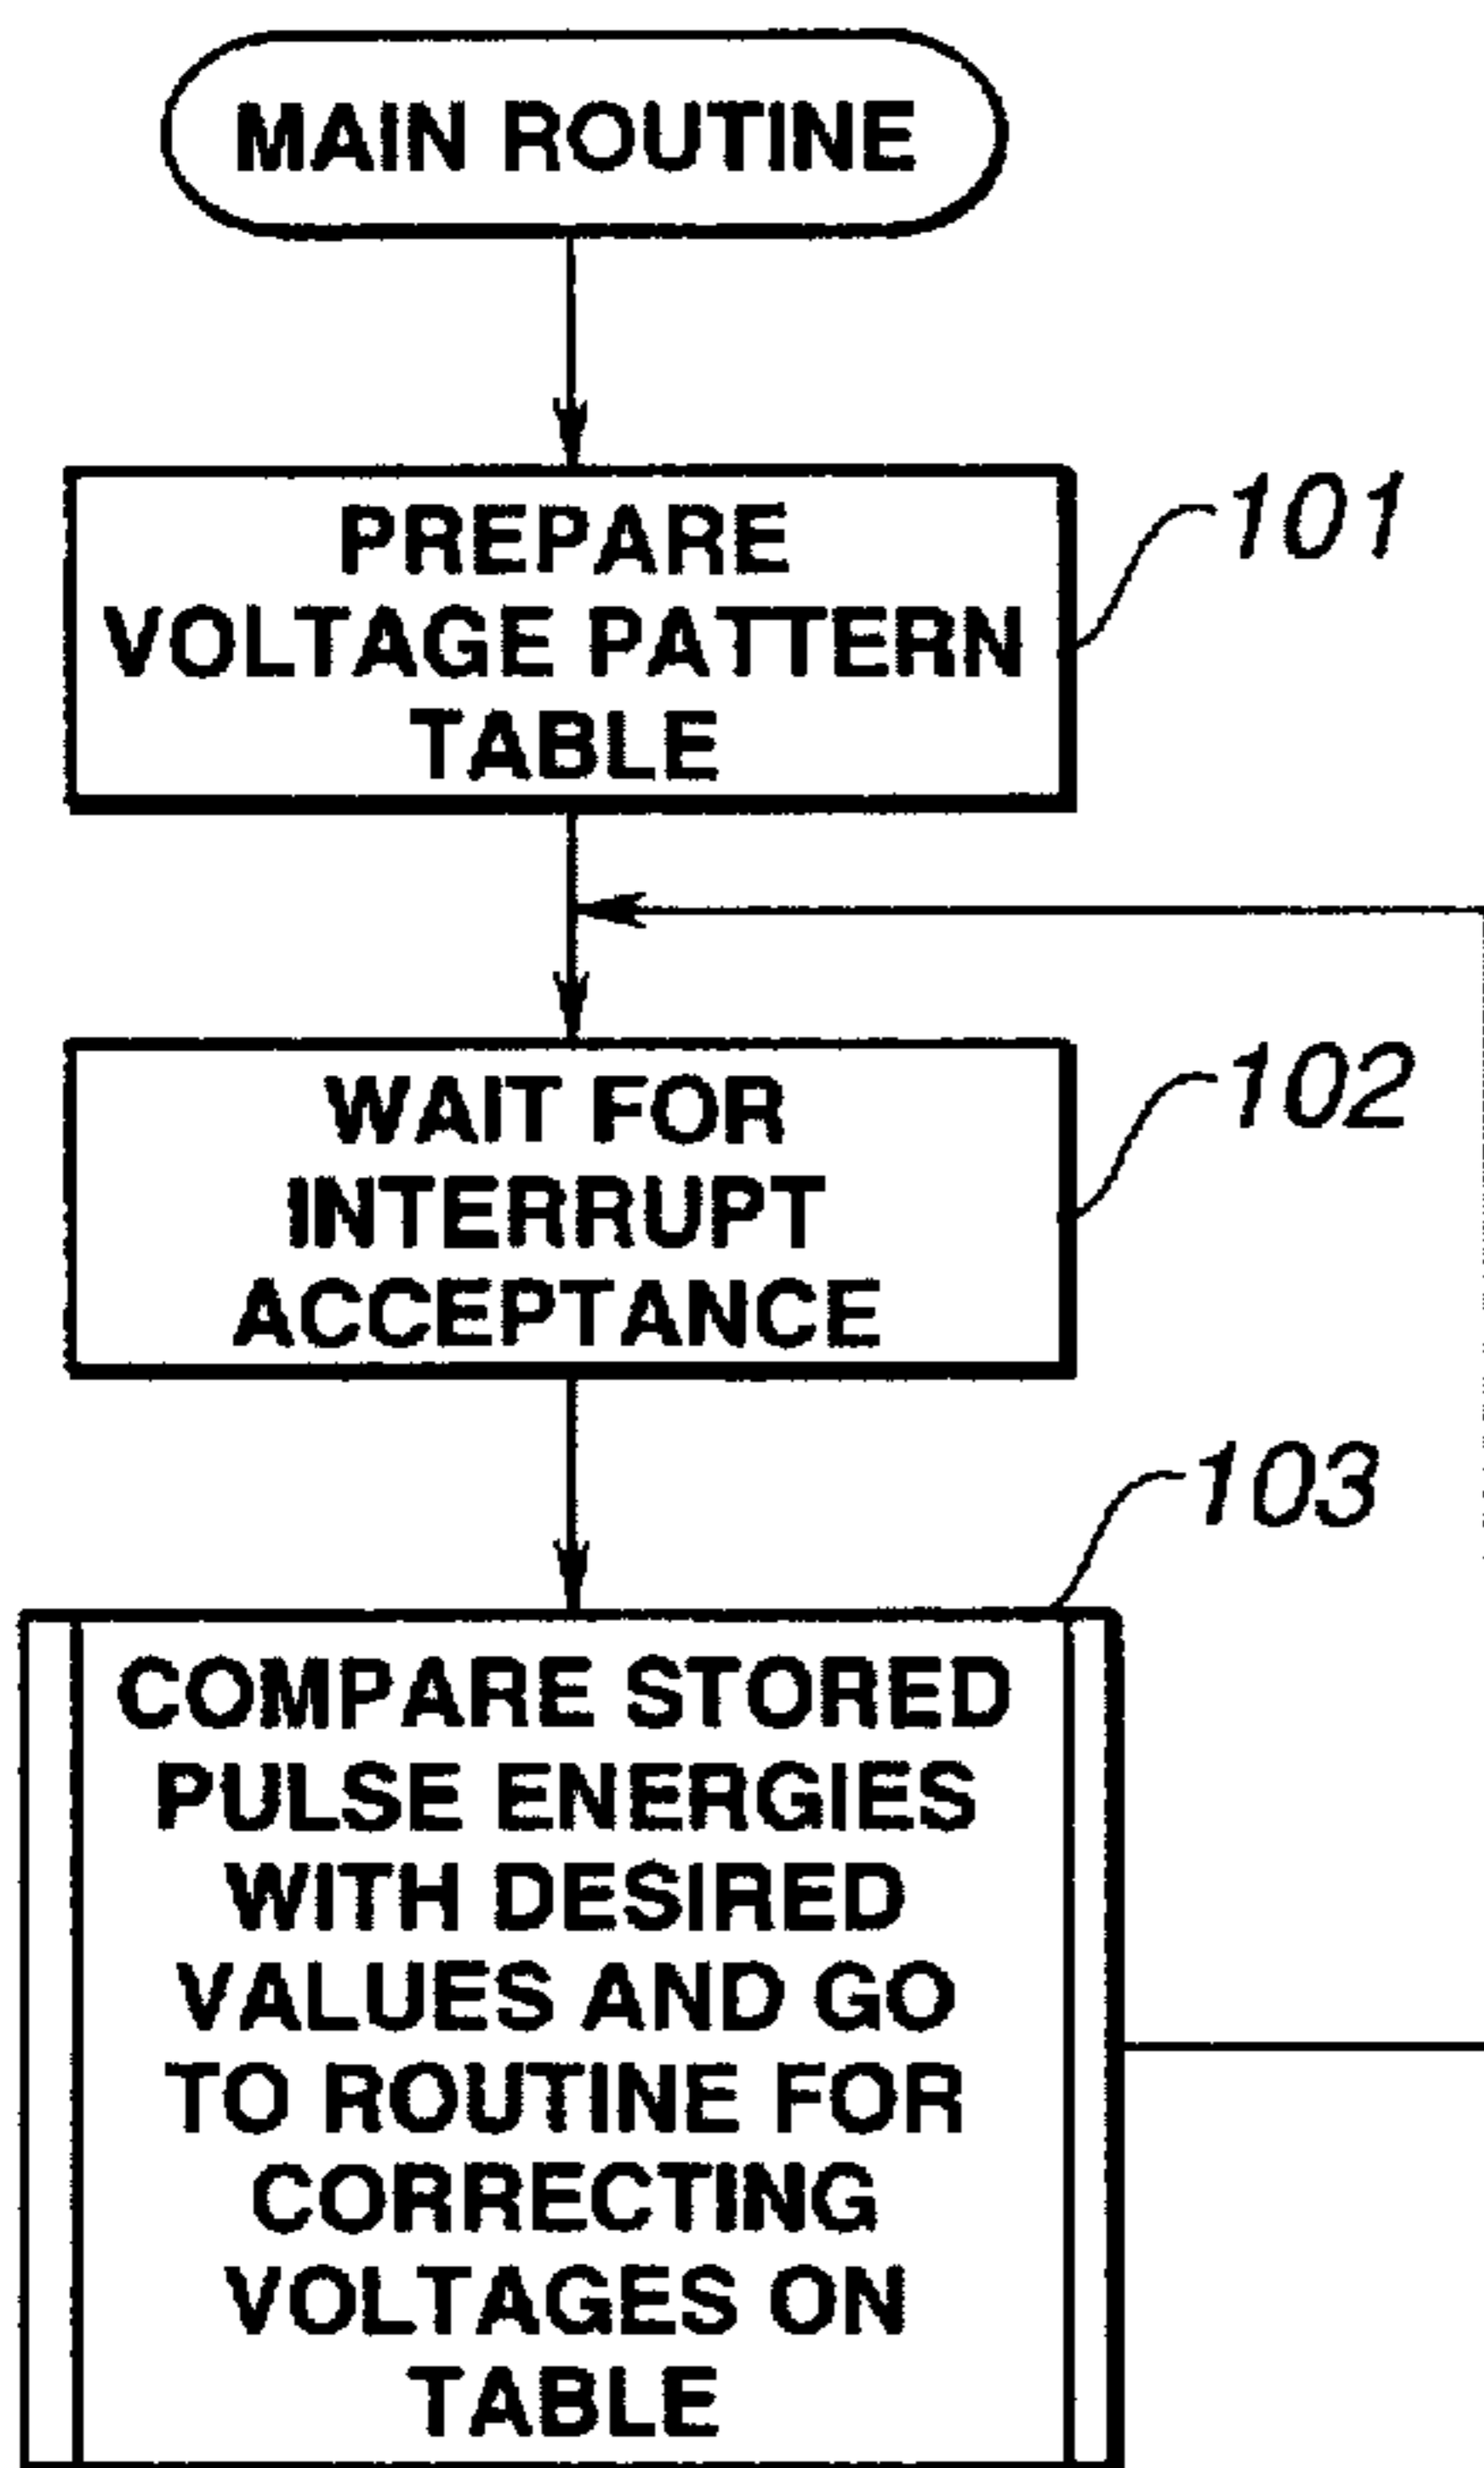 MAIN ROUTINE
PREPARE
VOLTAGE PATTERN
TABLE
101
WAIT FOR
INTERRUPT
ACCEPTANCE
102
103
COMPARE STORED
PULSE ENERGIES
WITH DESIRED
VALUES AND GO
TO ROUTINE FOR
CORRECTING
VOLTAGES ON
TABLE